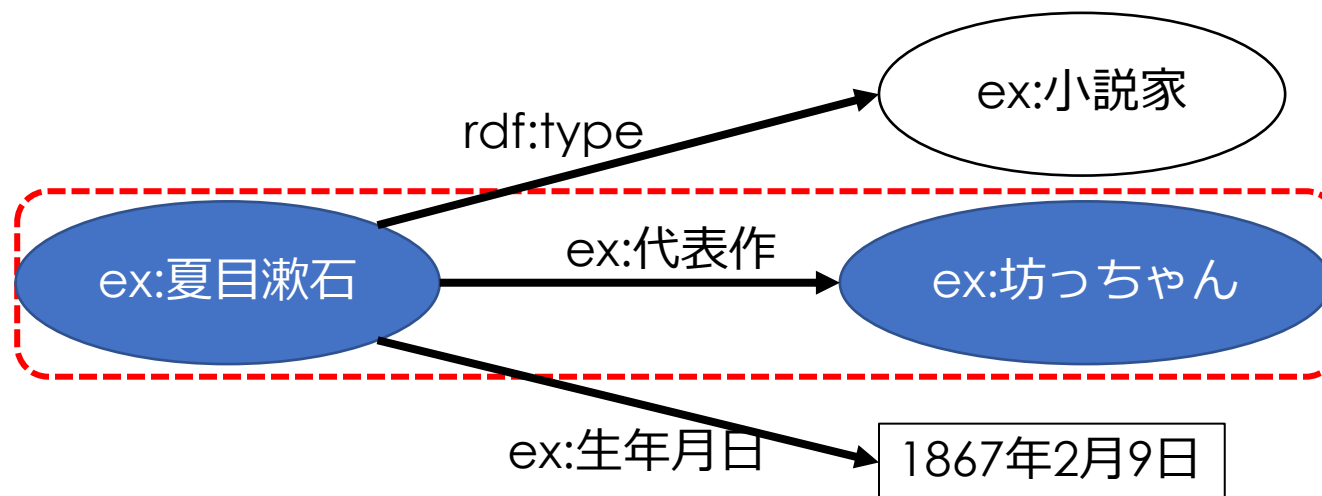 ex:小説家
rdf:type
ex:代表作
ex:夏目漱石
ex:坊っちゃん
ex:生年月日
1867年2月9日